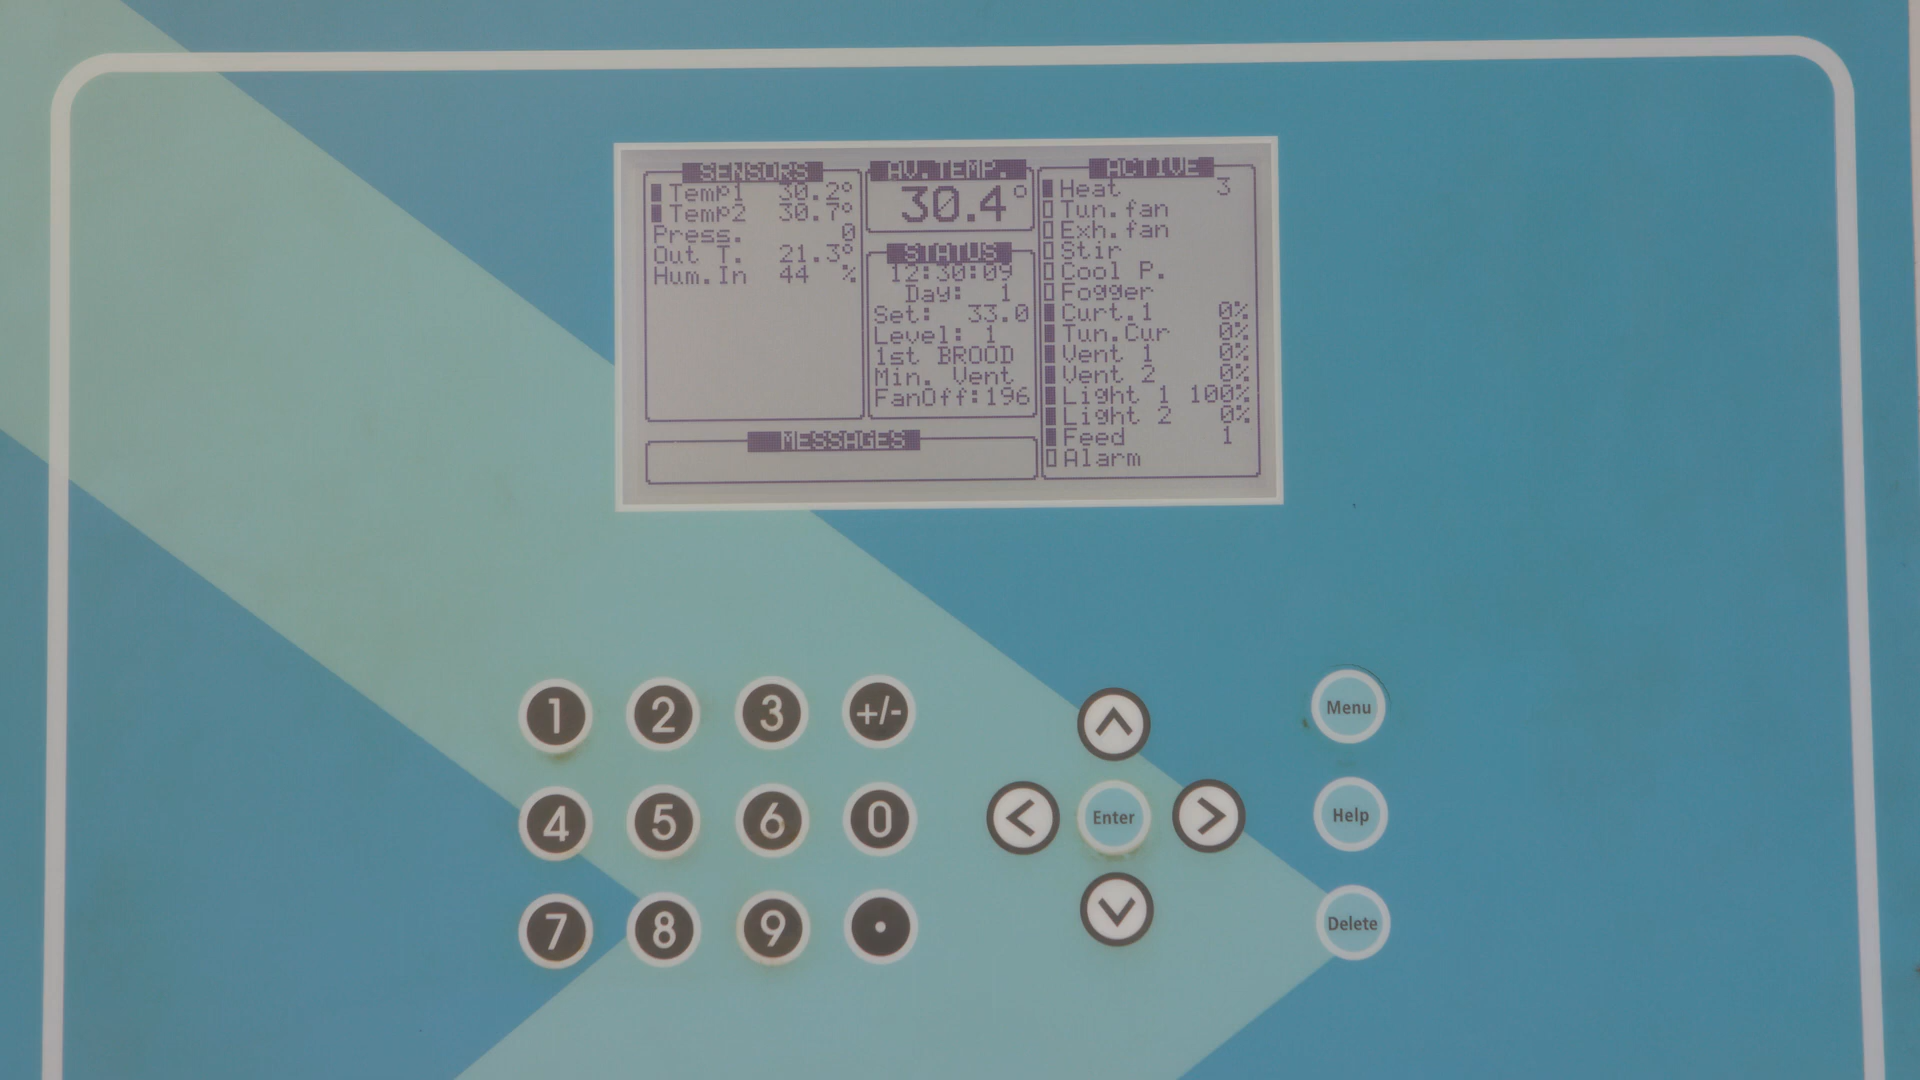 SENSORS
Temp1 30.2°
Temp2 30.7°
Press. 0
Out T. 21.3°
Hum.In 44 %
AV.TEMP.
30.4°
STATUS
12:30:09
Day: 1
Set: 33.0
Level: 1
1st BROOD
Min. Vent
FanOff:196
ACTIVE
Heat 3
Tun.fan
Exh.fan
Stir
Cool P.
Fogger
Curt.1 0%
Tun.Cur 0%
Vent 1 0%
Vent 2 0%
Light 1 100%
Light 2 0%
Feed 1
Alarm
MESSAGES
1 2 3 +/-
Menu
4 5 6 0
< Enter >
Help
7 8 9 •
Delete